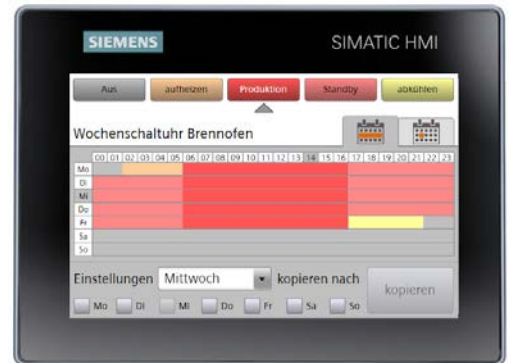 SIEMENS
SIMATIC HMI
Aus aufheizen Produktion Standby abkühlen
Wochenschaltuhr Brennofen
00 01 02 03 04 05 06 07 08 09 10 11 12 13 14 15 16 17 18 19 20 21 22 23
Mo
Di
Mi
Do
Fr
Sa
So
Einstellungen Mittwoch kopieren nach kopieren
Mo Di Mi Do Fr Sa So